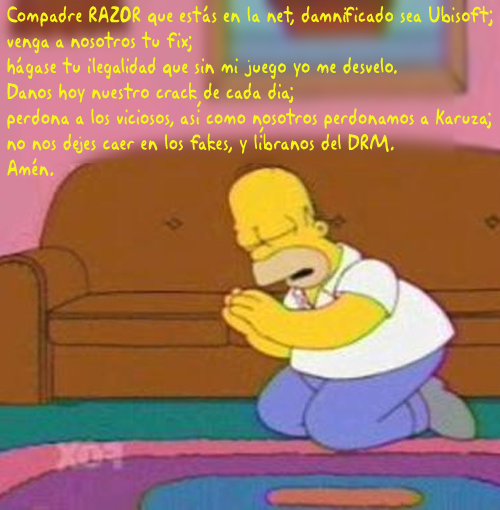 Compadre RAZOR que estás en la net, damnificado sea Ubisoft;
venga a nosotros tu fix;
hágase tu ilegalidad que sin mi juego yo me desvelo.
Danos hoy nuestro crack de cada dia;
perdona a los viciosos, así como nosotros perdonamos a Karuza;
no nos dejes caer en los fakes, y líbranos del DRM.
Amén.
FOX